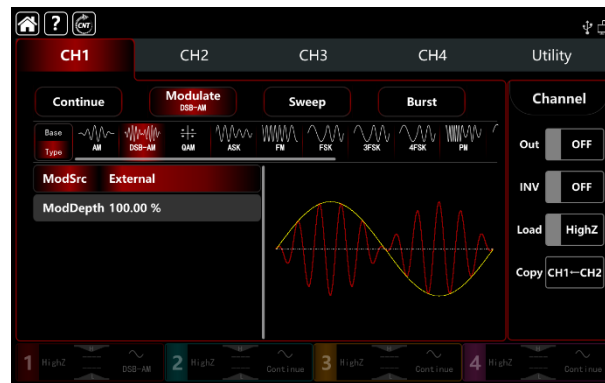 ? CNT
CH1 CH2 CH3 CH4 Utility
Continue Modulate DSB-AM Sweep Burst Channel
Base Type AM DSB-AM QAM ASK FM FSK 3FSK 4FSK PM
Out OFF
ModSrc External
INV OFF
ModDepth 100.00 %
Load HighZ
Copy CH1←CH2
1 HighZ DSB-AM 2 HighZ Continue 3 HighZ Continue 4 HighZ Continue